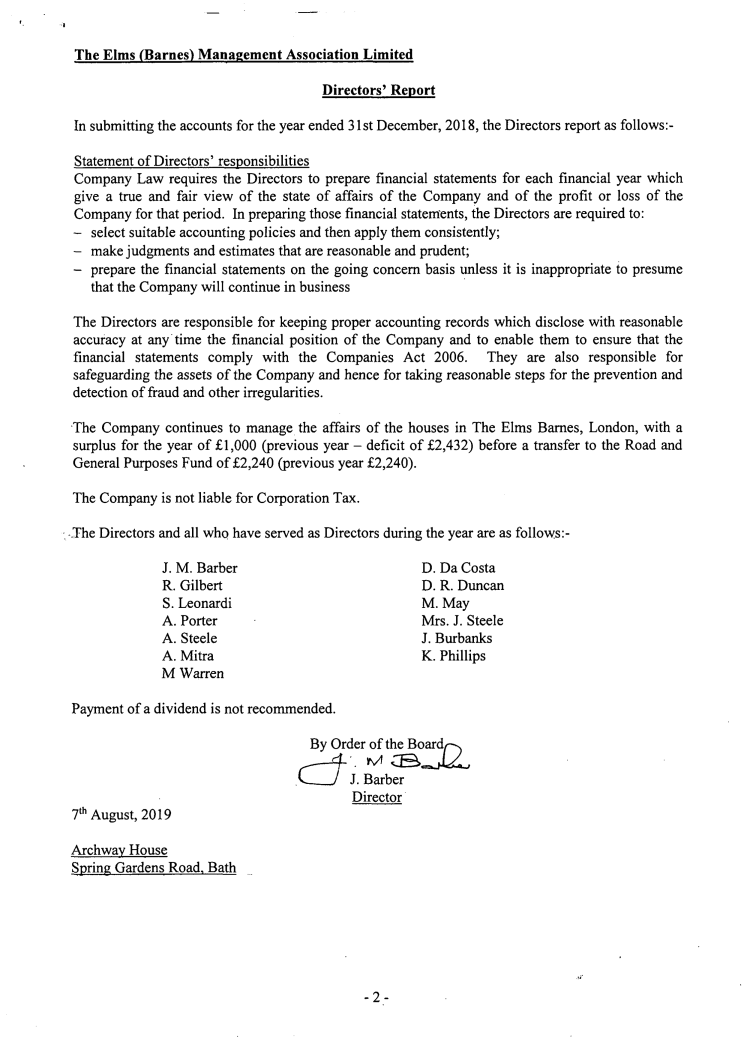 The Elms (Barnes) Management Association Limited
Directors' Report
In submitting the accounts for the year ended 31st December, 2018, the Directors report as follows:-
Statement of Directors' responsibilities
Company Law requires the Directors to prepare financial statements for each financial year which
give a true and fair view of the state of affairs of the Company and of the profit or loss of the
Company for that period. In preparing those financial statements, the Directors are required to:
– select suitable accounting policies and then apply them consistently;
– make judgments and estimates that are reasonable and prudent;
– prepare the financial statements on the going concern basis unless it is inappropriate to presume
that the Company will continue in business
The Directors are responsible for keeping proper accounting records which disclose with reasonable
accuracy at any time the financial position of the Company and to enable them to ensure that the
financial statements comply with the Companies Act 2006. They are also responsible for
safeguarding the assets of the Company and hence for taking reasonable steps for the prevention and
detection of fraud and other irregularities.
The Company continues to manage the affairs of the houses in The Elms Barnes, London, with a
surplus for the year of £1,000 (previous year – deficit of £2,432) before a transfer to the Road and
General Purposes Fund of £2,240 (previous year £2,240).
The Company is not liable for Corporation Tax.
The Directors and all who have served as Directors during the year are as follows:-
J. M. Barber D. Da Costa
R. Gilbert D. R. Duncan
S. Leonardi M. May
A. Porter Mrs. J. Steele
A. Steele J. Burbanks
A. Mitra K. Phillips
M Warren
Payment of a dividend is not recommended.
By Order of the Board
J. M Barber
J. Barber
Director
7th August, 2019
Archway House
Spring Gardens Road, Bath
- 2 -